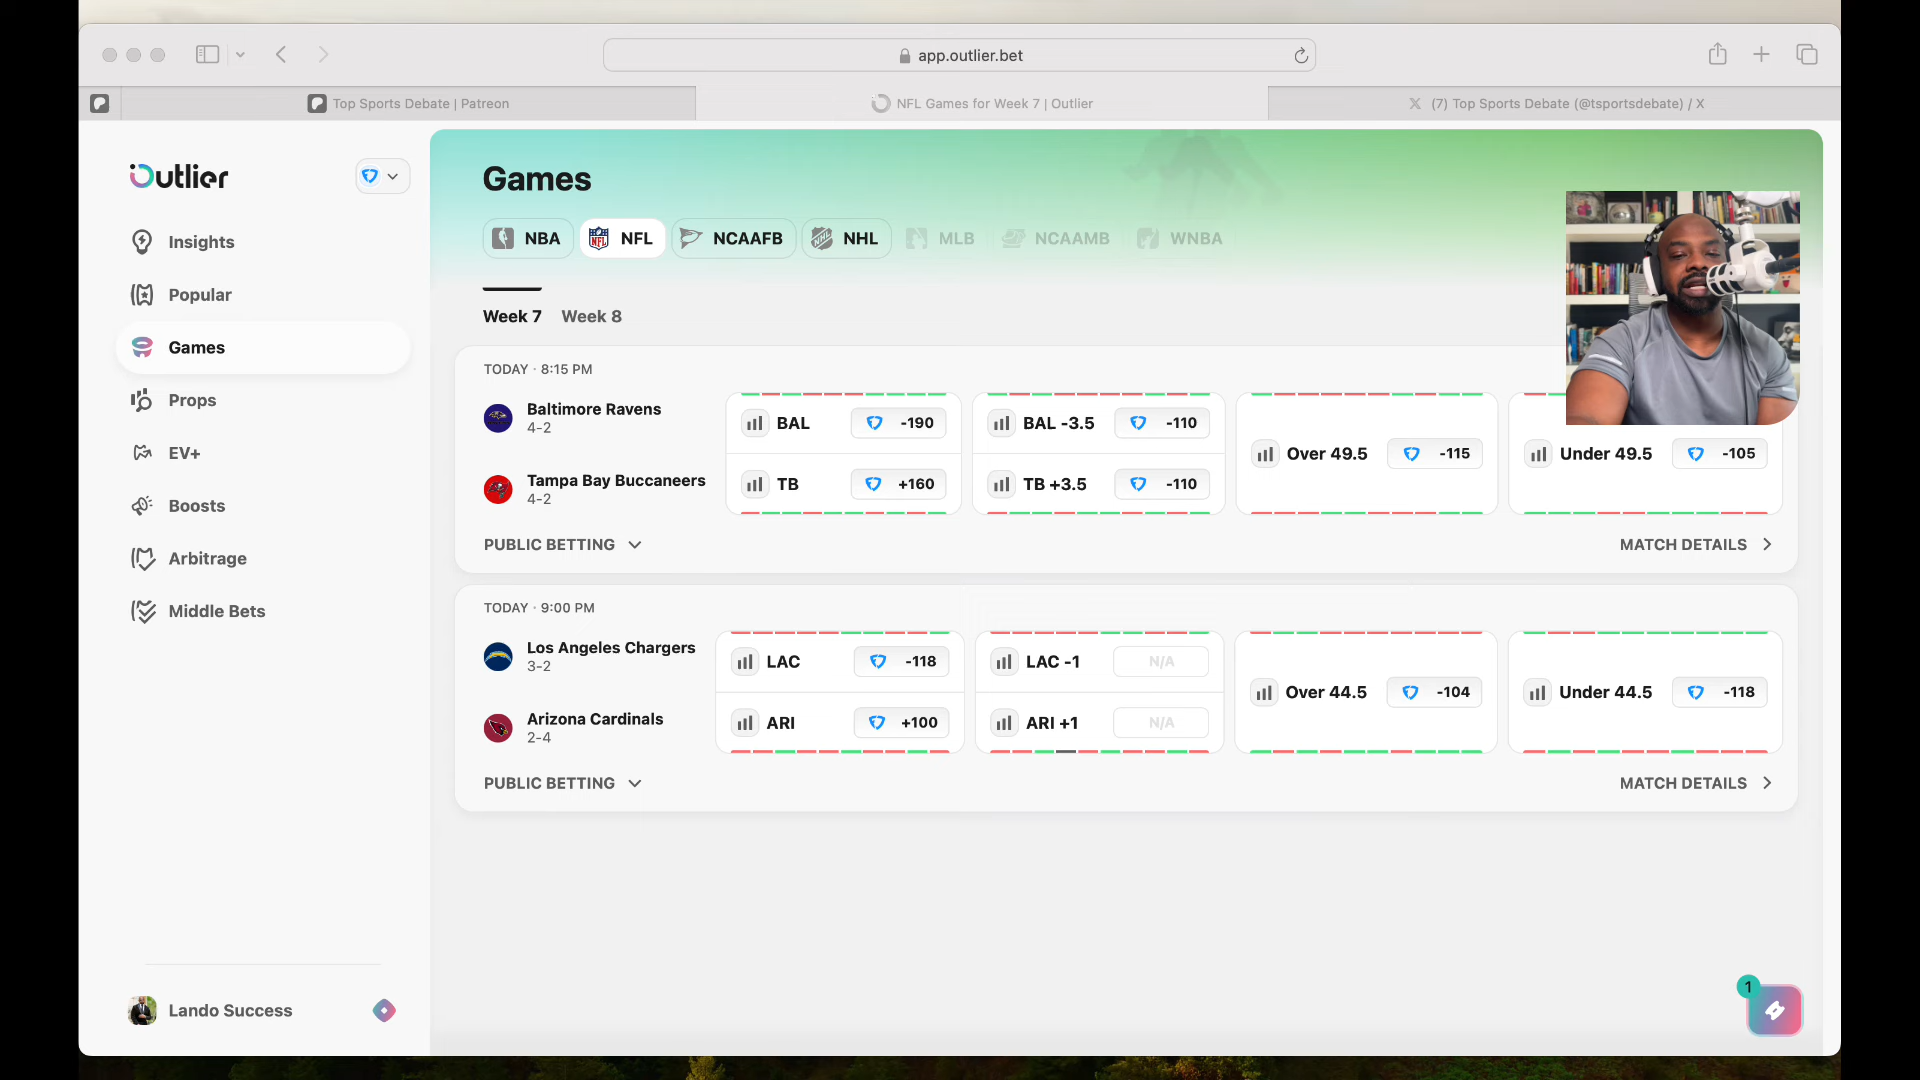 app.outlier.bet
Top Sports Debate | Patreon
NFL Games for Week 7 | Outlier
X (7) Top Sports Debate (@tsportsdebate) / X
Outlier
Insights
Popular
Games
Props
EV+
Boosts
Arbitrage
Middle Bets
Lando Success
Games
NBA
NFL
NCAAFB
NHL
MLB
NCAAMB
WNBA
Week 7
Week 8
TODAY · 8:15 PM
Baltimore Ravens
4-2
BAL -190
BAL -3.5 -110
Over 49.5 -115
Under 49.5 -105
Tampa Bay Buccaneers
4-2
TB +160
TB +3.5 -110
PUBLIC BETTING
MATCH DETAILS
TODAY · 9:00 PM
Los Angeles Chargers
3-2
LAC -118
LAC -1 N/A
Over 44.5 -104
Under 44.5 -118
Arizona Cardinals
2-4
ARI +100
ARI +1 N/A
PUBLIC BETTING
MATCH DETAILS
1